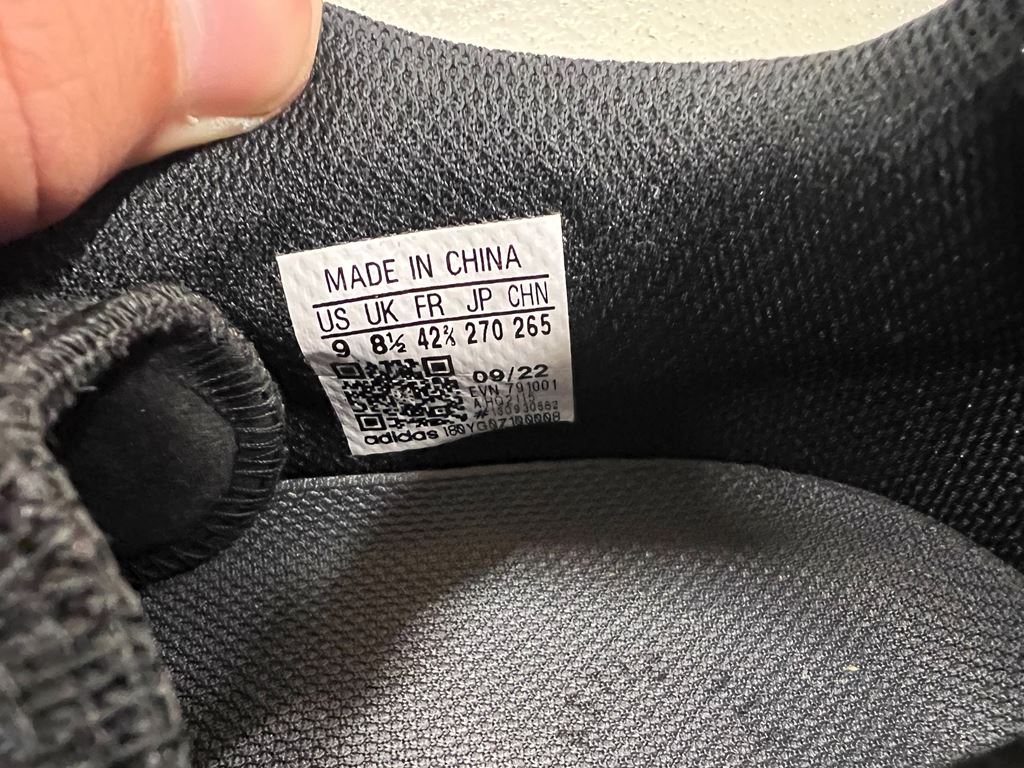 MADE IN CHINA
US UK FR JP CHN
9 8½ 42⅔ 270 265
09/22
EVN 791001
adidas